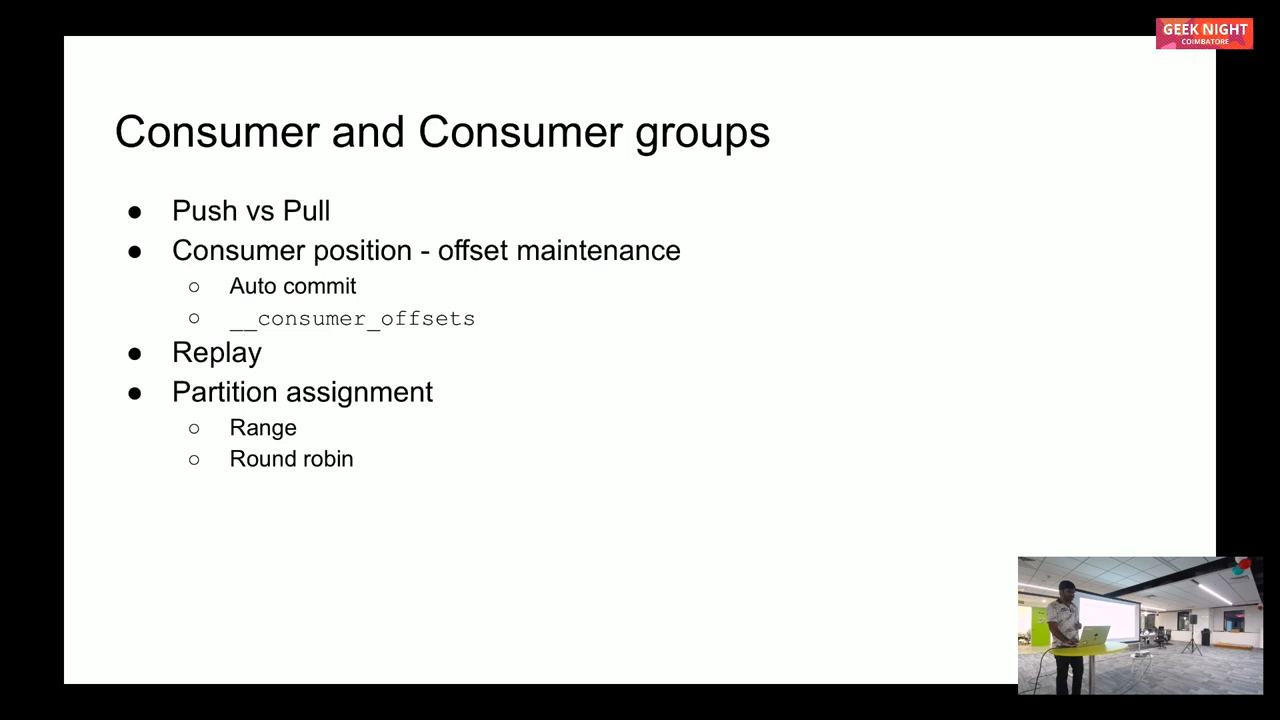 GEEK NIGHT
COIMBATORE
Consumer and Consumer groups
● Push vs Pull
● Consumer position - offset maintenance
○ Auto commit
○ __consumer_offsets
● Replay
● Partition assignment
○ Range
○ Round robin